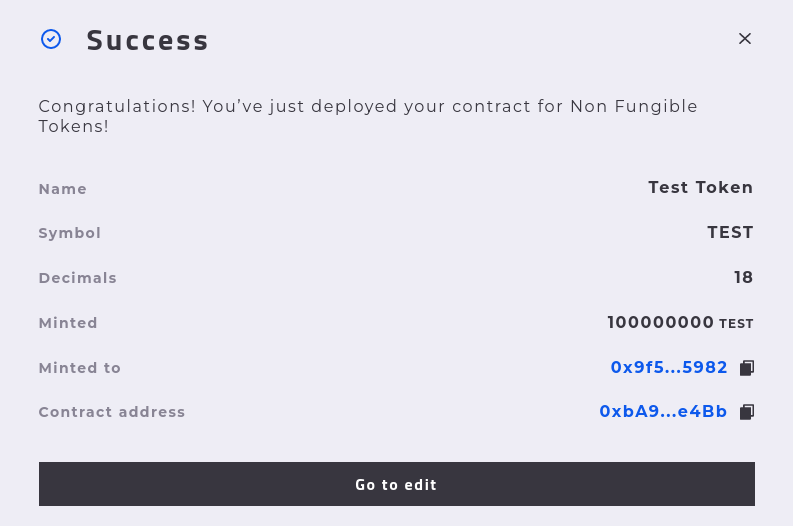 Success
Congratulations! You’ve just deployed your contract for Non Fungible
Tokens!
Name Test Token
Symbol TEST
Decimals 18
Minted 100000000 TEST
Minted to 0x9f5...5982
Contract address 0xbA9...e4Bb
Go to edit